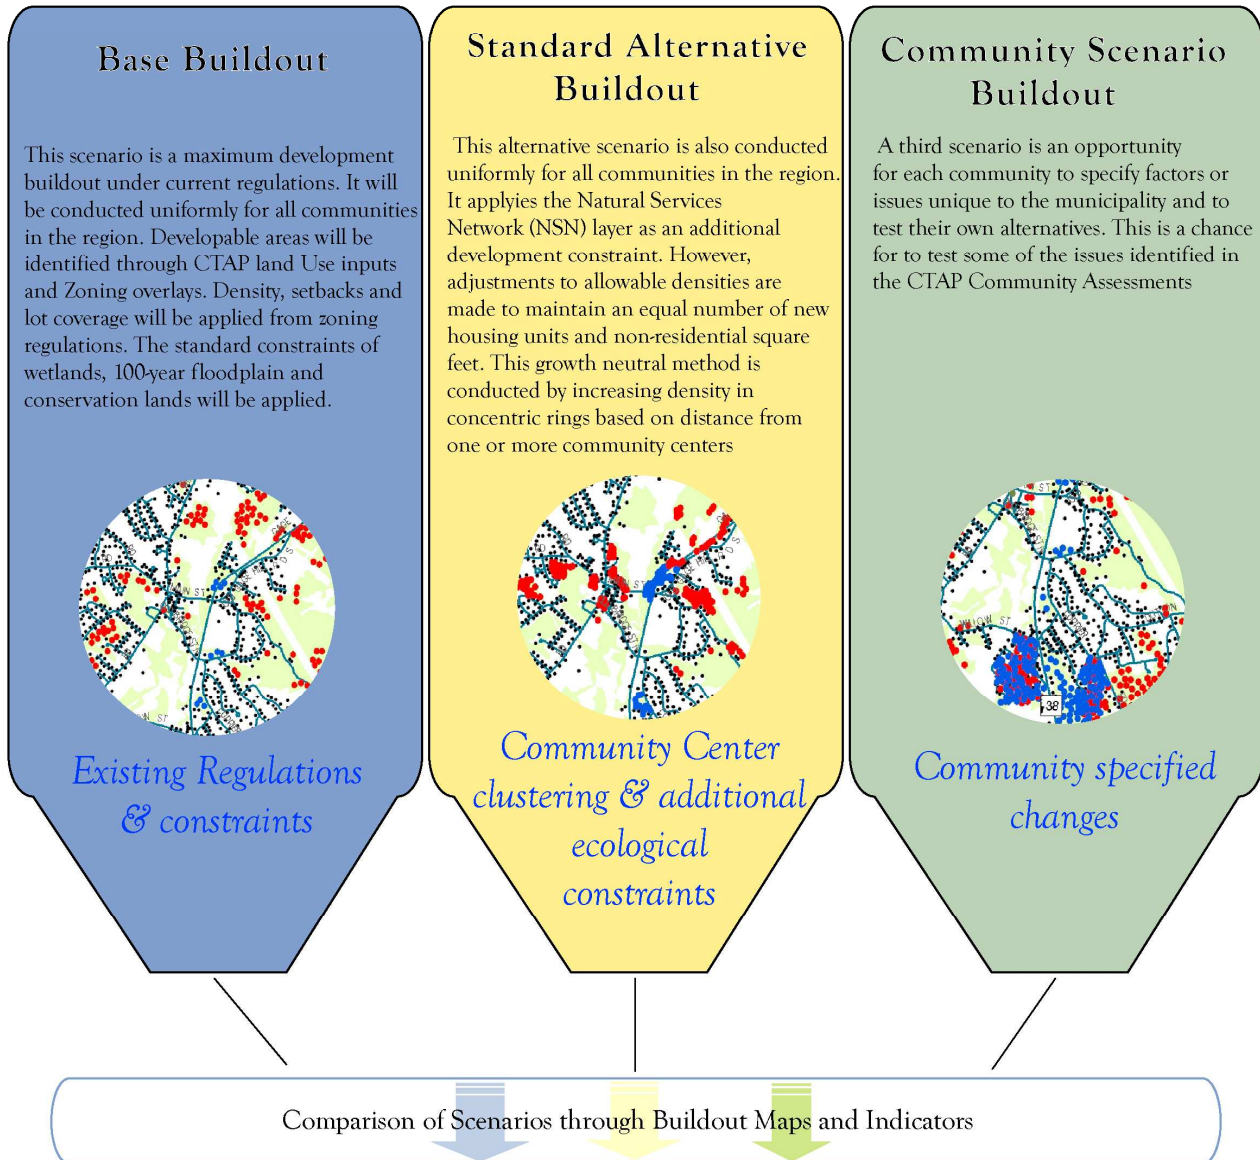 Base Buildout
This scenario is a maximum development
buildout under current regulations. It will
be conducted uniformly for all communities
in the region. Developable areas will be
identified through CTAP land Use inputs
and Zoning overlays. Density, setbacks and
lot coverage will be applied from zoning
regulations. The standard constraints of
wetlands, 100-year floodplain and
conservation lands will be applied.
Existing Regulations
& constraints
Standard Alternative
Buildout
This alternative scenario is also conducted
uniformly for all communities in the region.
It applyies the Natural Services
Network (NSN) layer as an additional
development constraint. However,
adjustments to allowable densities are
made to maintain an equal number of new
housing units and non-residential square
feet. This growth neutral method is
conducted by increasing density in
concentric rings based on distance from
one or more community centers
Community Center
clustering & additional
ecological
constraints
Community Scenario
Buildout
A third scenario is an opportunity
for each community to specify factors or
issues unique to the municipality and to
test their own alternatives. This is a chance
for to test some of the issues identified in
the CTAP Community Assessments
38
Community specified
changes
Comparison of Scenarios through Buildout Maps and Indicators